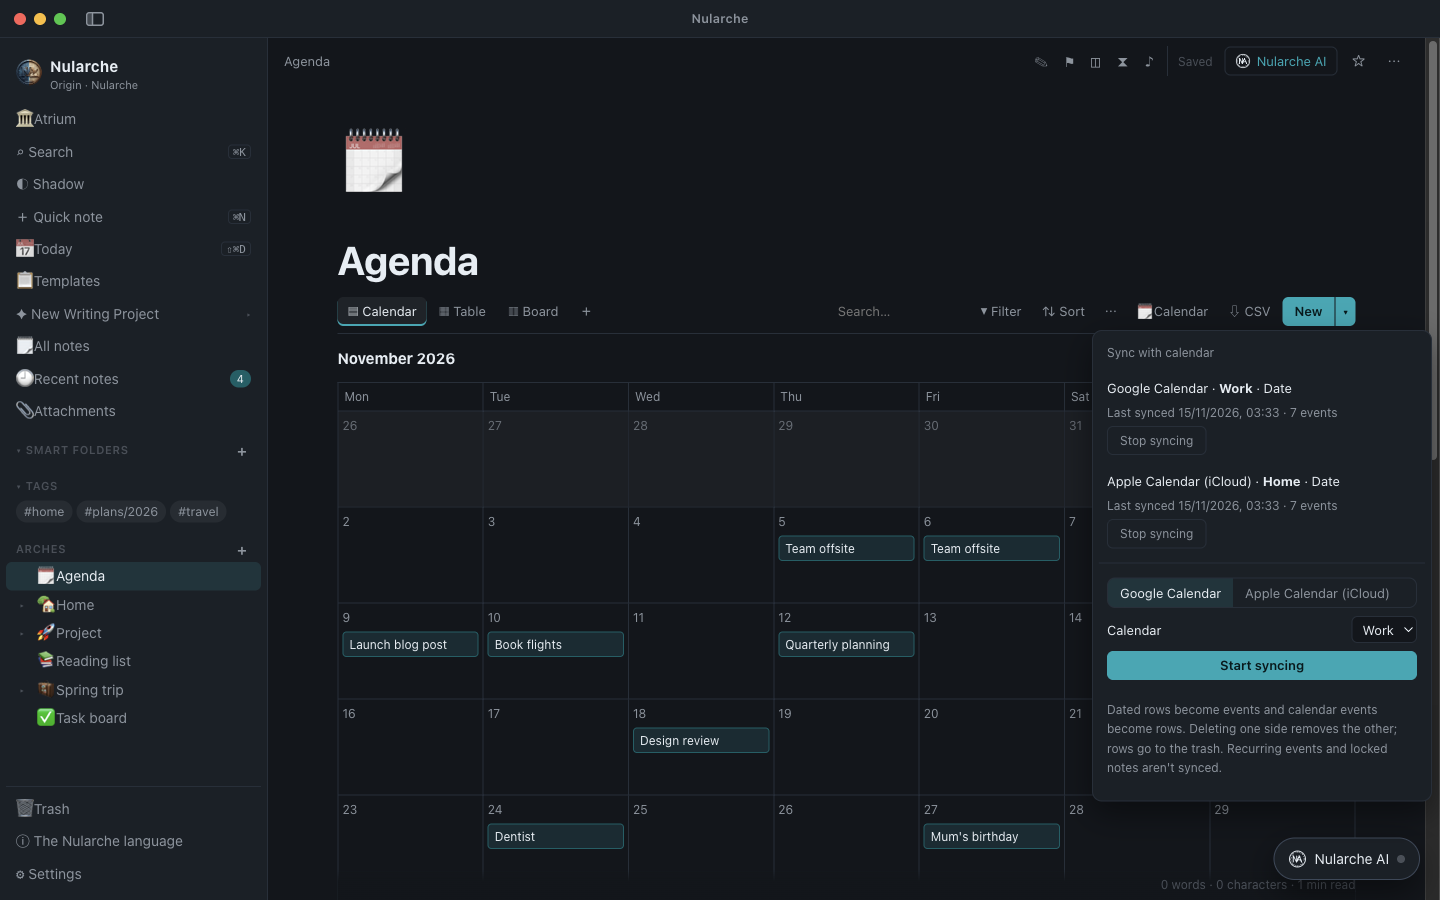 Nularche
Nularche
Origin · Nularche
Atrium
Search ⌘K
Shadow
Quick note ⌘N
Today ⇧⌘D
Templates
New Writing Project
All notes
Recent notes 4
Attachments
SMART FOLDERS +
TAGS
#home #plans/2026 #travel
ARCHES +
Agenda
Home
Project
Reading list
Spring trip
Task board
Trash
The Nularche language
Settings
Agenda
Saved
Nularche AI
JUL
Agenda
Calendar Table Board +
Search...
Filter Sort ··· Calendar CSV New
November 2026
Mon Tue Wed Thu Fri Sat
26 27 28 29 30 31
2 3 4 5 6 7
Team offsite Team offsite
9 10 11 12 13 14
Launch blog post Book flights Quarterly planning
16 17 18 19 20 21
Design review
23 24 25 26 27 28 29
Dentist Mum's birthday
Sync with calendar
Google Calendar · Work · Date
Last synced 15/11/2026, 03:33 · 7 events
Stop syncing
Apple Calendar (iCloud) · Home · Date
Last synced 15/11/2026, 03:33 · 7 events
Stop syncing
Google Calendar Apple Calendar (iCloud)
Calendar Work
Start syncing
Dated rows become events and calendar events
become rows. Deleting one side removes the other;
rows go to the trash. Recurring events and locked
notes aren't synced.
Nularche AI
0 words · 0 characters · 1 min read